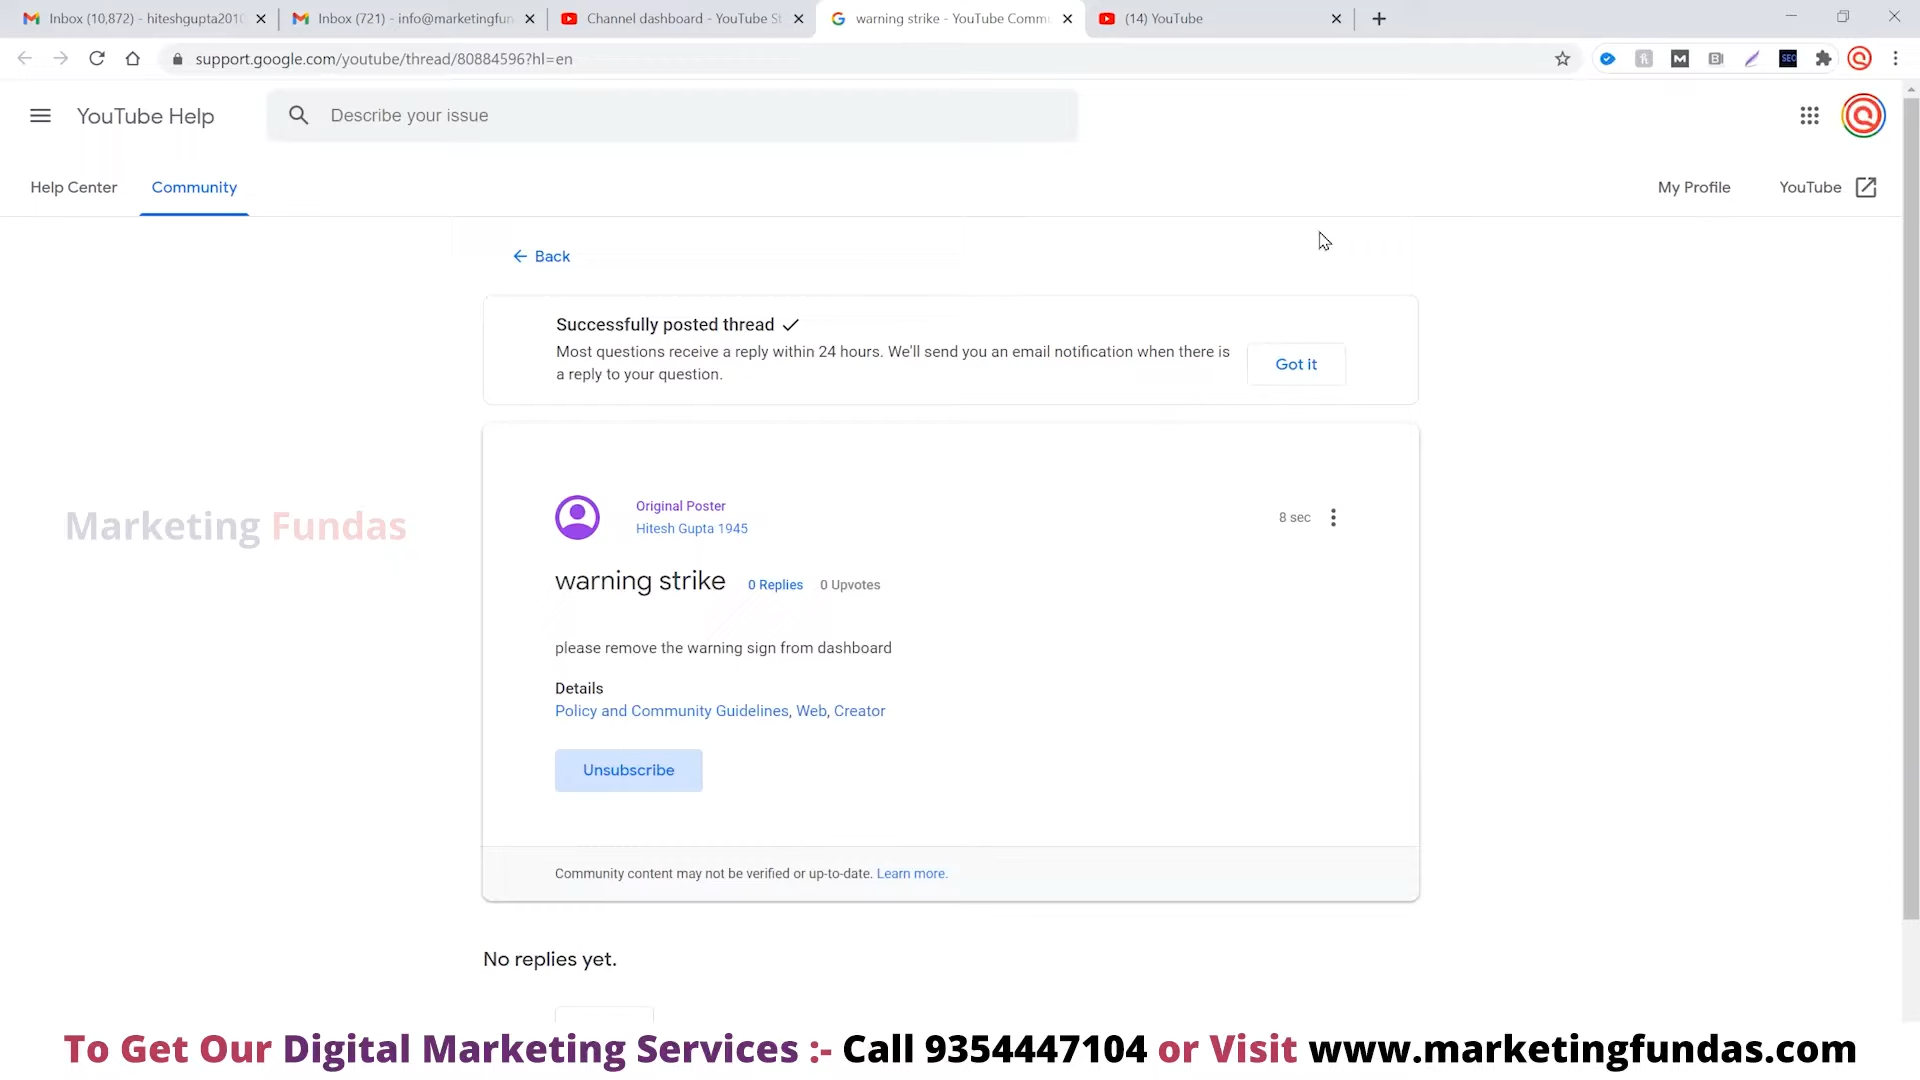 Inbox (10,872) - hiteshgupta2010
Inbox (721) - info@marketingfun
Channel dashboard - YouTube St
warning strike - YouTube Commu
(14) YouTube
support.google.com/youtube/thread/80884596?hl=en
SEO
YouTube Help
Describe your issue
Help Center
Community
My Profile
YouTube
Back
Successfully posted thread
Most questions receive a reply within 24 hours. We'll send you an email notification when there is
a reply to your question.
Got it
Original Poster
Hitesh Gupta 1945
8 sec
Marketing Fundas
warning strike
0 Replies
0 Upvotes
please remove the warning sign from dashboard
Details
Policy and Community Guidelines, Web, Creator
Unsubscribe
Community content may not be verified or up-to-date. Learn more.
No replies yet.
To Get Our Digital Marketing Services :- Call 9354447104 or Visit www.marketingfundas.com